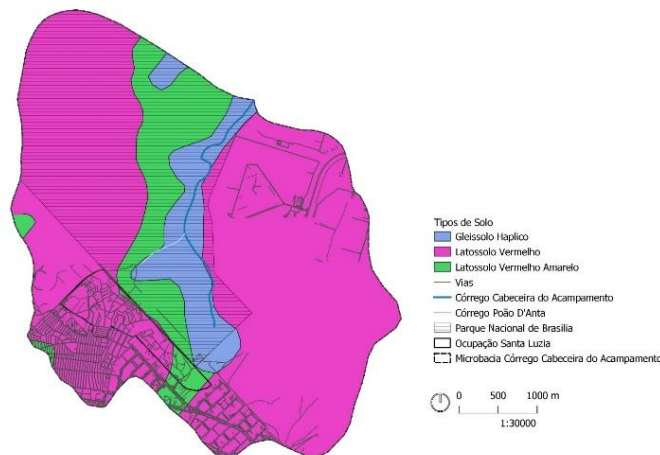 Tipos de Solo
Gleissolo Haplico
Latossolo Vermelho
Latossolo Vermelho Amarelo
Vias
Córrego Cabeceira do Acampamento
Córrego Poão D'Anta
Parque Nacional de Brasilia
Ocupação Santa Luzia
Microbacia Córrego Cabeceira do Acampamento
0 500 1000 m
1:30000